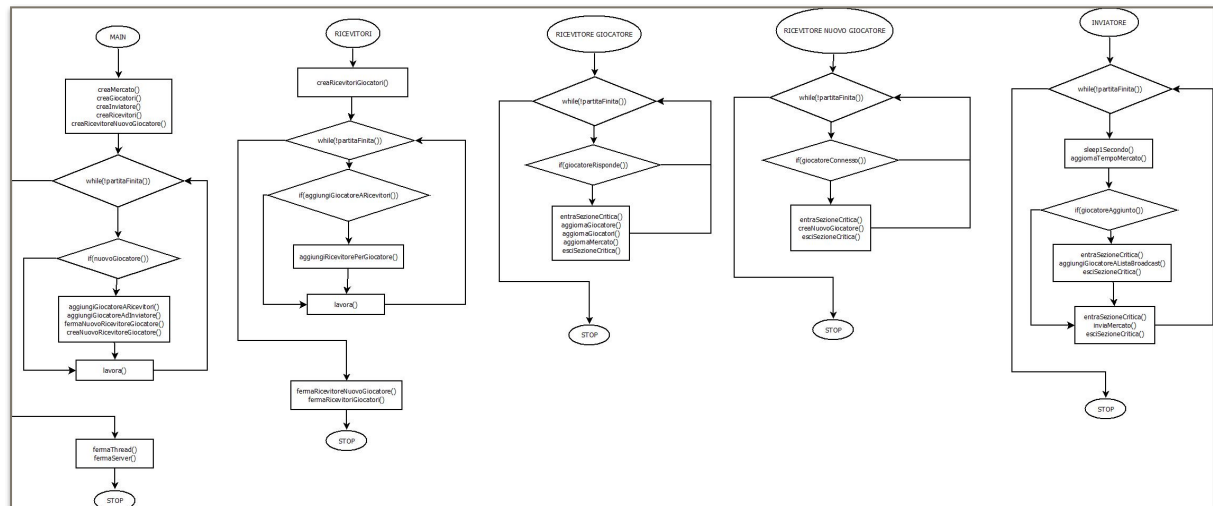 MAIN
creaMercato()
creaGiocatori()
creaInviatore()
creaRicevitori()
creaRicevitoreNuovoGiocatore()
while(!partitaFinita())
if(nuovoGiocatore())
aggiungiGiocatoreARicevitori()
aggiungiGiocatoreAdInviatore()
fermaNuovoRicevitoreGiocatore()
creaNuovoRicevitoreGiocatore()
lavora()
fermaThread()
fermaServer()
STOP
RICEVITORI
creaRicevitoriGiocatori()
while(!partitaFinita())
if(aggiungiGiocatoreARicevitori())
aggiungiRicevitorePerGiocatore()
lavora()
fermaRicevitoreNuovoGiocatore()
fermaRicevitoriGiocatori()
STOP
RICEVITORE GIOCATORE
while(!partitaFinita())
if(giocatoreRisponde())
entraSezioneCritica()
aggiornaGiocatore()
aggiornaGiocatori()
aggiornaMercato()
esciSezioneCritica()
STOP
RICEVITORE NUOVO GIOCATORE
while(!partitaFinita())
if(giocatoreConnesso())
entraSezioneCritica()
creaNuovoGiocatore()
esciSezioneCritica()
STOP
INVIATORE
while(!partitaFinita())
sleep1Secondo()
aggiornaTempoMercato()
if(giocatoreAggiunto())
entraSezioneCritica()
aggiungiGiocatoreAListaBroadcast()
esciSezioneCritica()
entraSezioneCritica()
inviaMercato()
esciSezioneCritica()
STOP